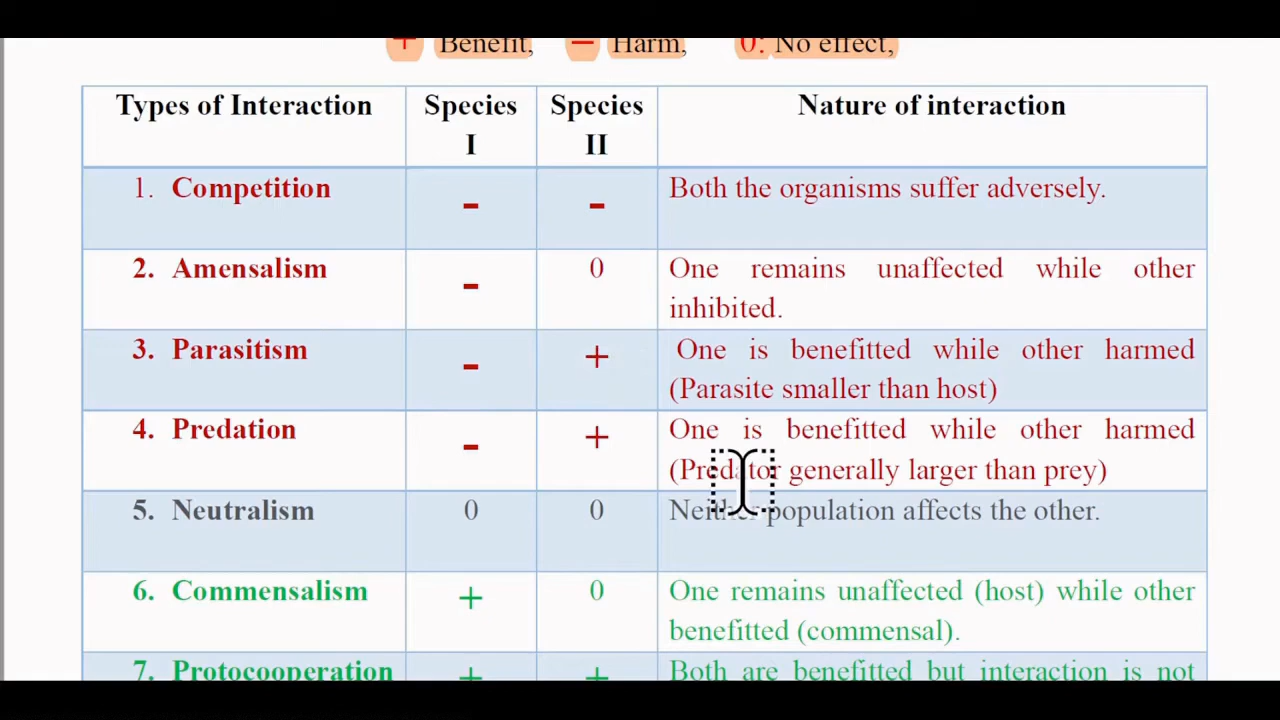 + Benefit, − Harm, 0: No effect,
Types of Interaction Species I Species II Nature of interaction
1. Competition - - Both the organisms suffer adversely.
2. Amensalism - 0 One remains unaffected while other
inhibited.
3. Parasitism - + One is benefitted while other harmed
(Parasite smaller than host)
4. Predation - + One is benefitted while other harmed
(Predator generally larger than prey)
5. Neutralism 0 0 Neither population affects the other.
6. Commensalism + 0 One remains unaffected (host) while other
benefitted (commensal).
7. Protocooperation + + Both are benefitted but interaction is not